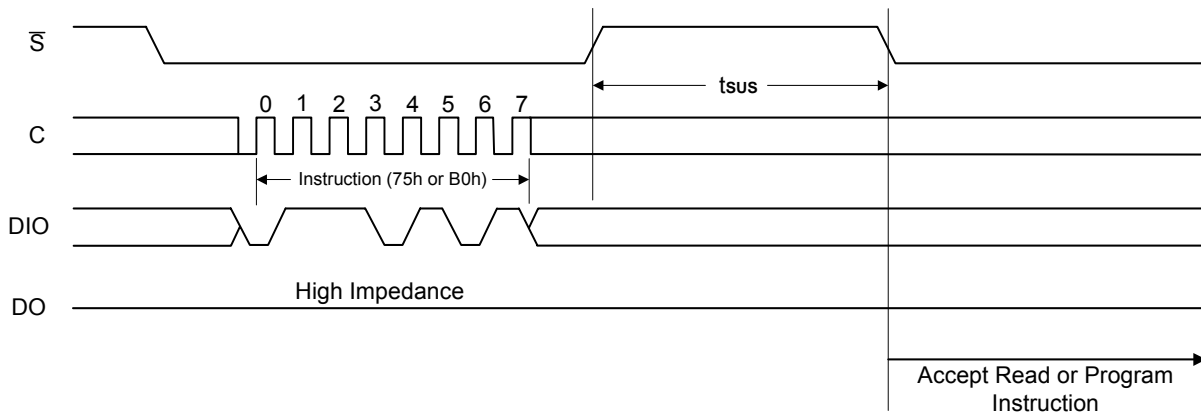 S
tsus
0 1 2 3 4 5 6 7
C
Instruction (75h or B0h)
DIO
High Impedance
DO
Accept Read or Program
Instruction